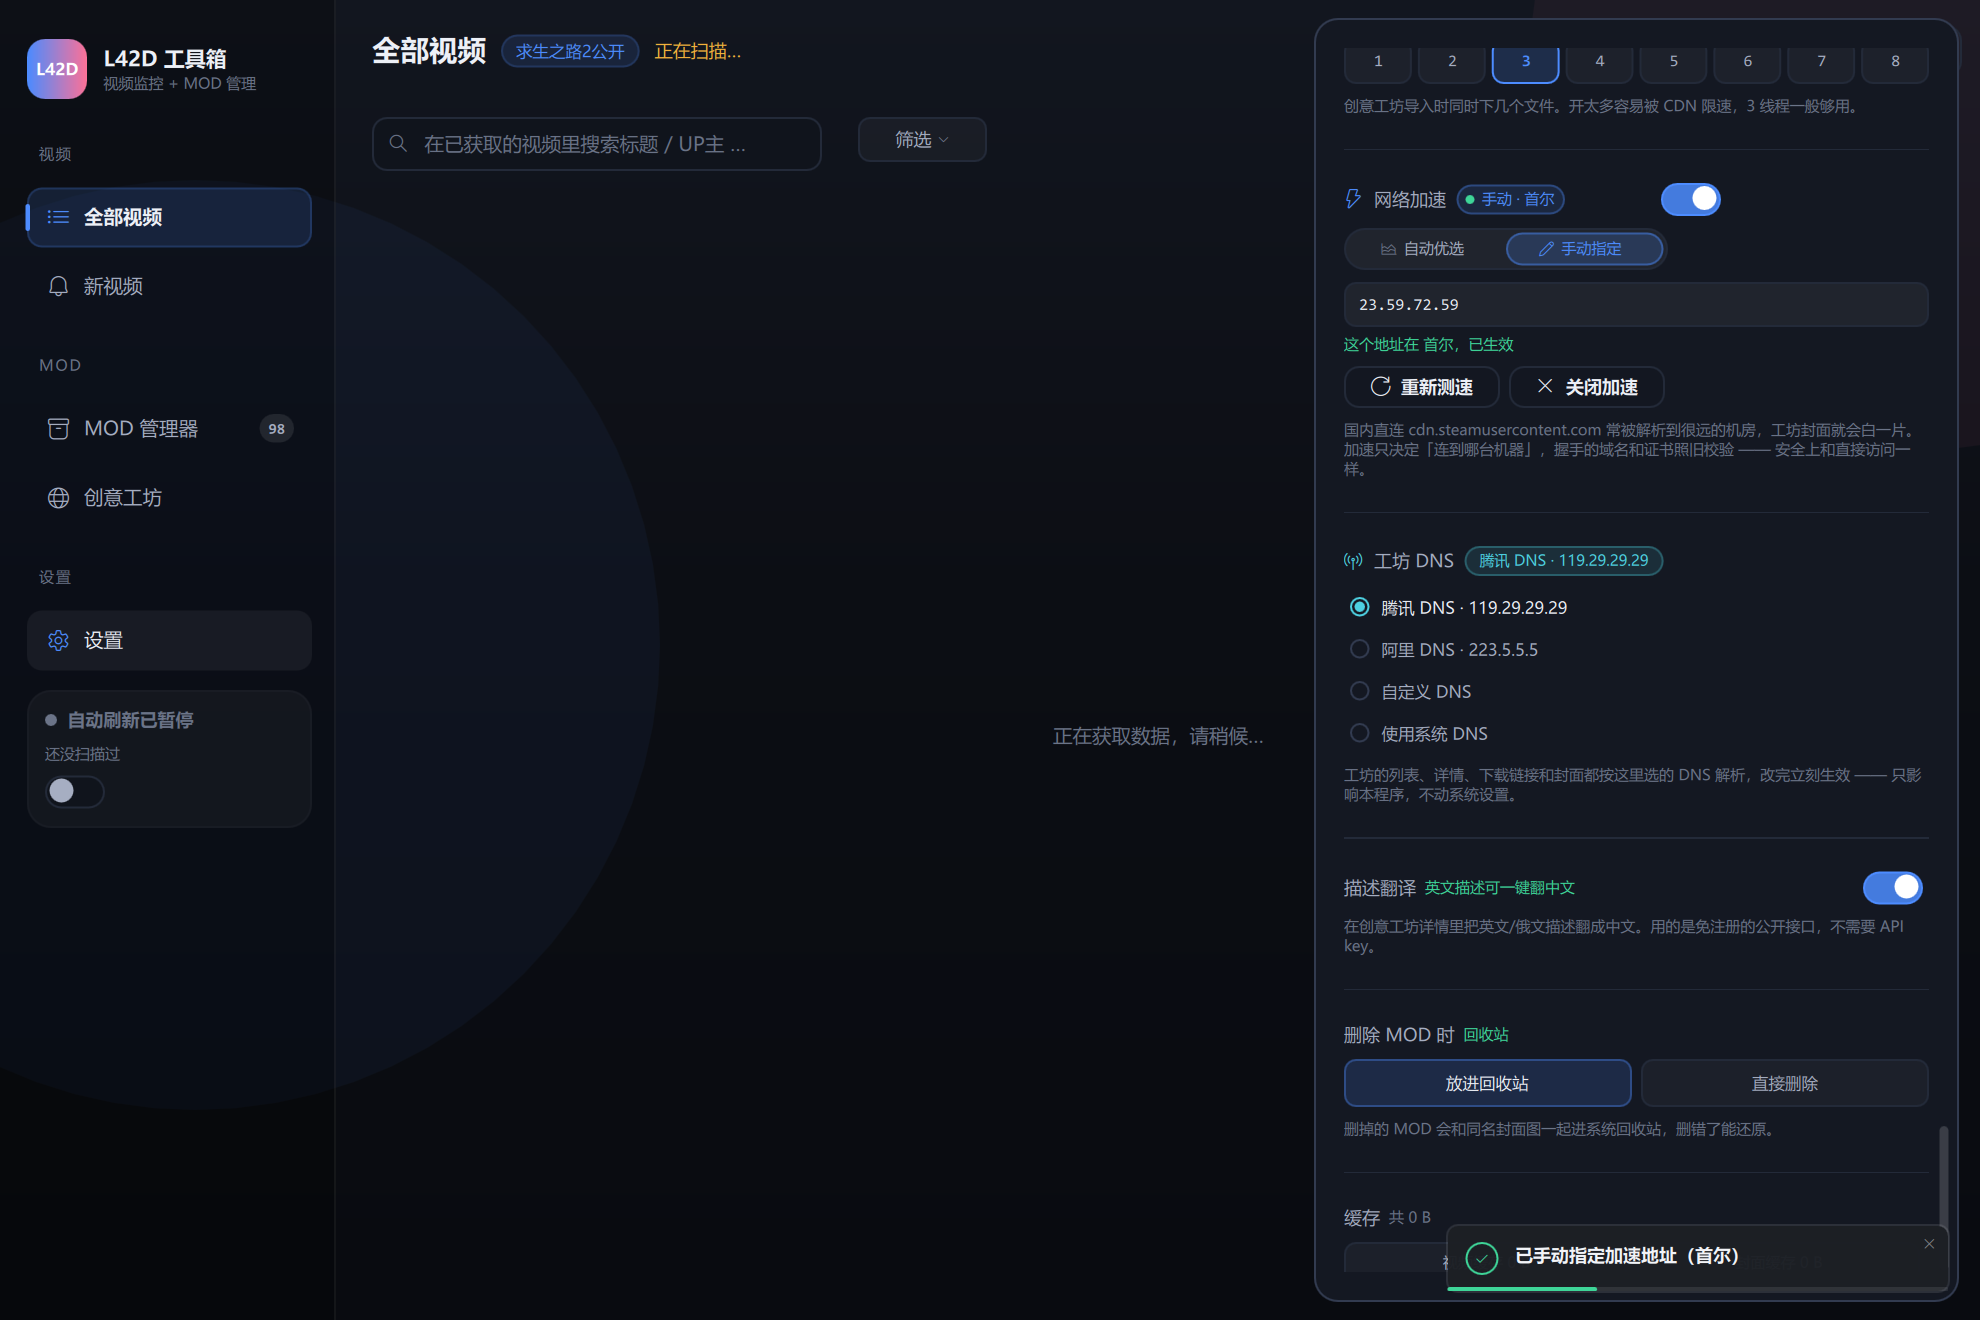 L42D
L42D 工具箱
视频监控 + MOD 管理
视频
全部视频
新视频
MOD
MOD 管理器
98
创意工坊
设置
设置
自动刷新已暂停
还没扫描过
全部视频
求生之路2公开
正在扫描...
在已获取的视频里搜索标题 / UP主 ...
筛选
正在获取数据，请稍候...
1 2 3 4 5 6 7 8
创意工坊导入时同时下几个文件。开太多容易被 CDN 限速，3 线程一般够用。
网络加速
手动 · 首尔
自动优选
手动指定
23.59.72.59
这个地址在 首尔，已生效
重新测速
关闭加速
国内直连 cdn.steamusercontent.com 常被解析到很远的机房，工坊封面就会白一片。
加速只决定「连到哪台机器」，握手的域名和证书照旧校验 —— 安全上和直接访问一
样。
工坊 DNS
腾讯 DNS · 119.29.29.29
腾讯 DNS · 119.29.29.29
阿里 DNS · 223.5.5.5
自定义 DNS
使用系统 DNS
工坊的列表、详情、下载链接和封面都按这里选的 DNS 解析，改完立刻生效 —— 只影
响本程序，不动系统设置。
描述翻译
英文描述可一键翻中文
在创意工坊详情里把英文/俄文描述翻成中文。用的是免注册的公开接口，不需要 API
key。
删除 MOD 时
回收站
放进回收站
直接删除
删掉的 MOD 会和同名封面图一起进系统回收站，删错了能还原。
缓存
共 0 B
已手动指定加速地址（首尔）